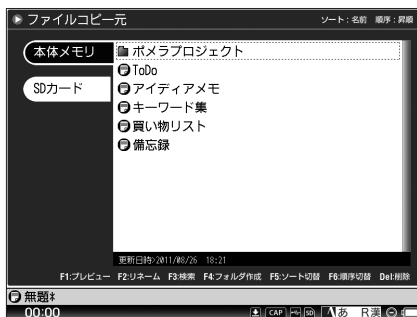 ファイルコピー元 ソート：名前 順序：昇順
本体メモリ
SDカード
ポメラプロジェクト
ToDo
アイディアメモ
キーワード集
買い物リスト
備忘録
更新日時>2011/08/26 18:21
F1:プレビュー F2:リネーム F3:検索 F4:フォルダ作成 F5:ソート切替 F6:順序切替 Del:削除
無題*
00:00 CAP SD あ R漢